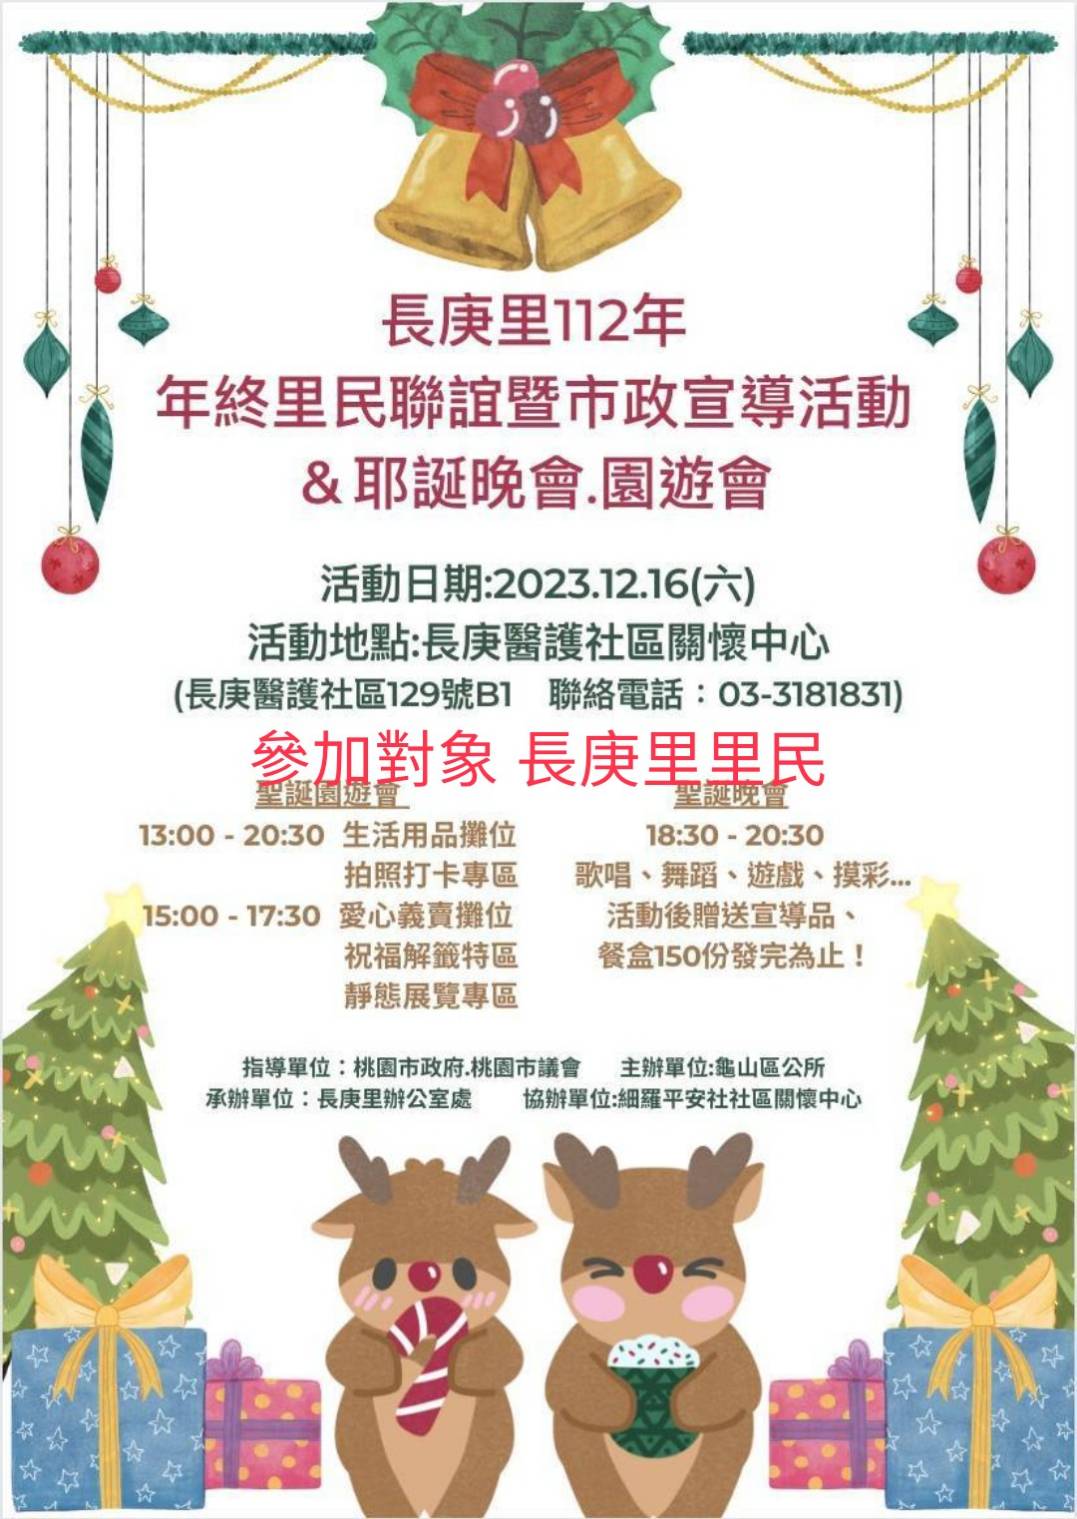 長庚里112年
年終里民聯誼暨市政宣導活動
&耶誕晚會.園遊會
活動日期:2023.12.16(六)
活動地點:長庚醫護社區關懷中心
(長庚醫護社區129號B1 聯絡電話：03-3181831)
參加對象 長庚里里民
聖誕園遊會
13:00 - 20:30 生活用品攤位
拍照打卡專區
15:00 - 17:30 愛心義賣攤位
祝福解籤特區
靜態展覽專區
聖誕晚會
18:30 - 20:30
歌唱、舞蹈、遊戲、摸彩...
活動後贈送宣導品、
餐盒150份發完為止！
指導單位：桃園市政府.桃園市議會 主辦單位:龜山區公所
承辦單位：長庚里辦公室處 協辦單位:細羅平安社社區關懷中心